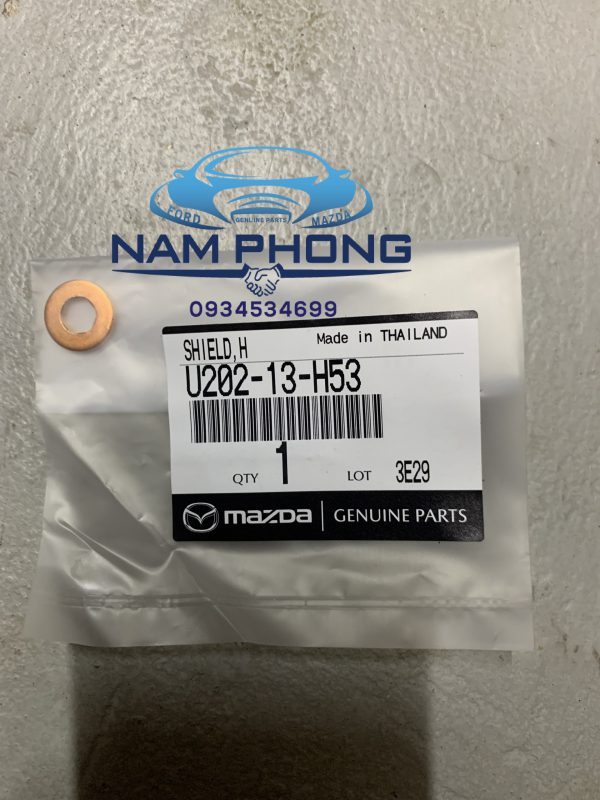 FORD
GENLINE PARTS
MAZDA
NAM PHONG
0934534699
SHIELD,H
Made in THAILAND
U202-13-H53
QTY 1 LOT 3E29
mazda | GENUINE PARTS